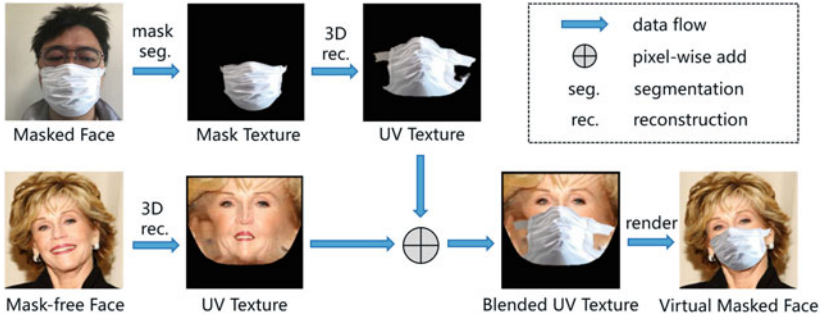 mask
seg.
3D
rec.
Masked Face
Mask Texture
UV Texture
data flow
pixel-wise add
seg. segmentation
rec. reconstruction
3D
rec.
render
Mask-free Face
UV Texture
Blended UV Texture
Virtual Masked Face